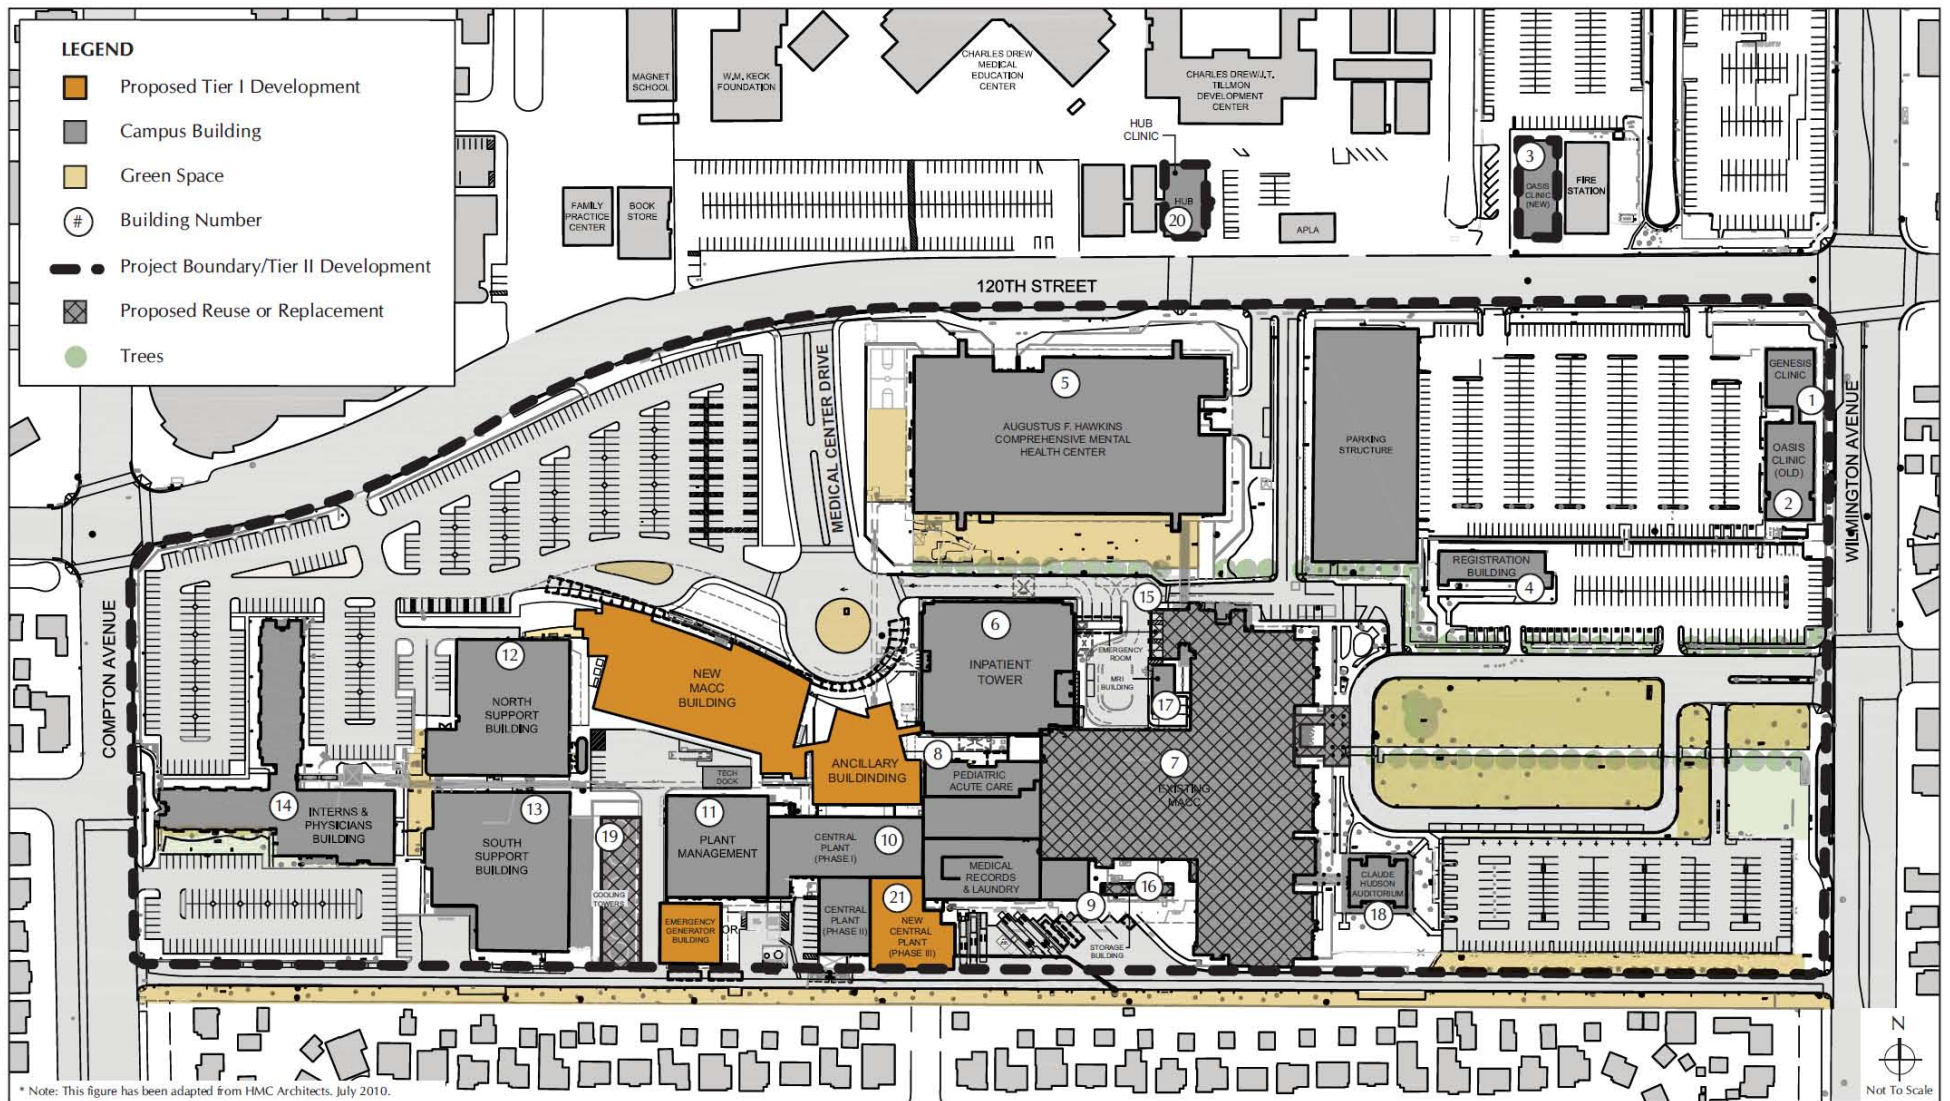 LEGEND
Proposed Tier I Development
Campus Building
Green Space
# Building Number
Project Boundary/Tier II Development
Proposed Reuse or Replacement
Trees
MAGNET
SCHOOL
W.M. KECK
FOUNDATION
CHARLES DREW
MEDICAL
EDUCATION
CENTER
CHARLES DREW/J.T.
TILLMON
DEVELOPMENT
CENTER
HUB
CLINIC
HUB
20
3
OASIS
CLINIC
(NEW)
FIRE
STATION
FAMILY
PRACTICE
CENTER
BOOK
STORE
APLA
120TH STREET
MEDICAL CENTER DRIVE
5
AUGUSTUS F. HAWKINS
COMPREHENSIVE MENTAL
HEALTH CENTER
PARKING
STRUCTURE
GENESIS
CLINIC
1
OASIS
CLINIC
(OLD)
2
WILMINGTON AVENUE
REGISTRATION
BUILDING
4
COMPTON AVENUE
12
NORTH
SUPPORT
BUILDING
NEW
MACC
BUILDING
6
INPATIENT
TOWER
15
EMERGENCY
ROOM
MRI
BUILDING
17
7
EXISTING
MACC
ANCILLARY
BUILDINDING
8
PEDIATRIC
ACUTE CARE
TECH
DOCK
14
INTERNS &
PHYSICIANS
BUILDING
13
SOUTH
SUPPORT
BUILDING
19
COOLING
TOWERS
11
PLANT
MANAGEMENT
CENTRAL
PLANT
(PHASE I)
10
MEDICAL
RECORDS
& LAUNDRY
16
9
STORAGE
BUILDING
CLAUDE
HUDSON
AUDITORIUM
18
EMERGENCY
GENERATOR
BUILDING
OR
CENTRAL
PLANT
(PHASE II)
21
NEW
CENTRAL
PLANT
(PHASE III)
N
Not To Scale
* Note: This figure has been adapted from HMC Architects. July 2010.